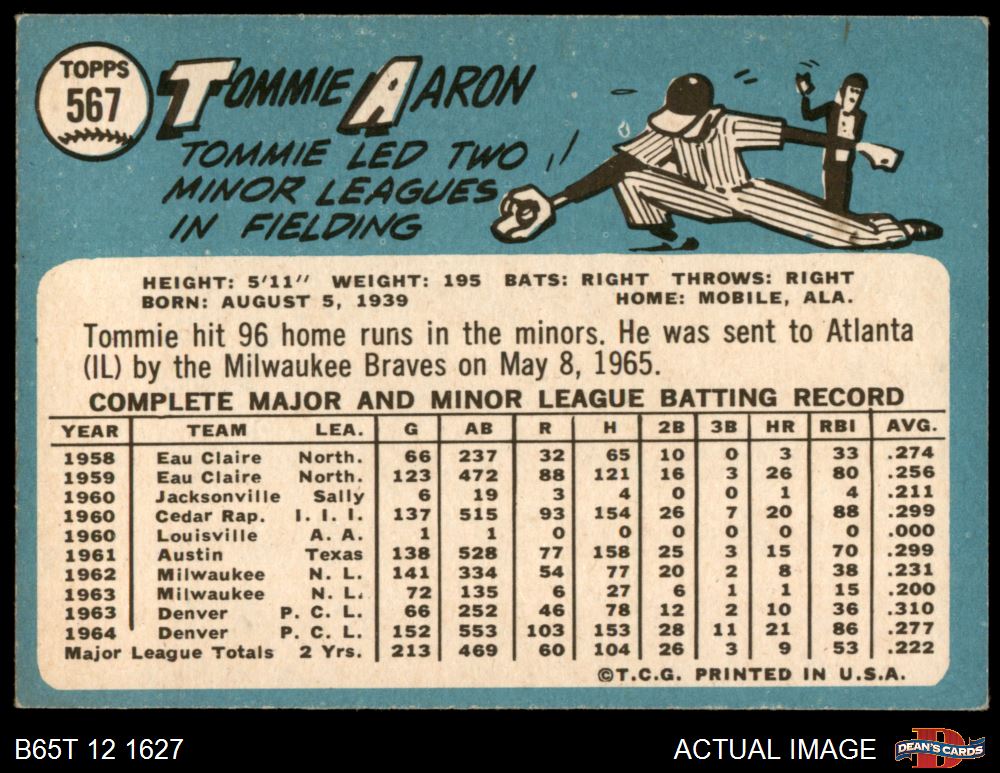 TOPPS
567
TOMMIE AARON
TOMMIE LED TWO
MINOR LEAGUES
IN FIELDING
HEIGHT: 5'11" WEIGHT: 195 BATS: RIGHT THROWS: RIGHT
BORN: AUGUST 5, 1939 HOME: MOBILE, ALA.
Tommie hit 96 home runs in the minors. He was sent to Atlanta
(IL) by the Milwaukee Braves on May 8, 1965.
COMPLETE MAJOR AND MINOR LEAGUE BATTING RECORD
YEAR TEAM LEA. G AB R H 2B 3B HR RBI AVG.
1958 Eau Claire North. 66 237 32 65 10 0 3 33 .274
1959 Eau Claire North. 123 472 88 121 16 3 26 80 .256
1960 Jacksonville Sally 6 19 3 4 0 0 1 4 .211
1960 Cedar Rap. I. I. I. 137 515 93 154 26 7 20 88 .299
1960 Louisville A. A. 1 1 0 0 0 0 0 0 .000
1961 Austin Texas 138 528 77 158 25 3 15 70 .299
1962 Milwaukee N. L. 141 334 54 77 20 2 8 38 .231
1963 Milwaukee N. L. 72 135 6 27 6 1 1 15 .200
1963 Denver P. C. L. 66 252 46 78 12 2 10 36 .310
1964 Denver P. C. L. 152 553 103 153 28 11 21 86 .277
Major League Totals 2 Yrs. 213 469 60 104 26 3 9 53 .222
©T.C.G. PRINTED IN U.S.A.
B65T 12 1627 ACTUAL IMAGE
D
DEAN'S CARDS